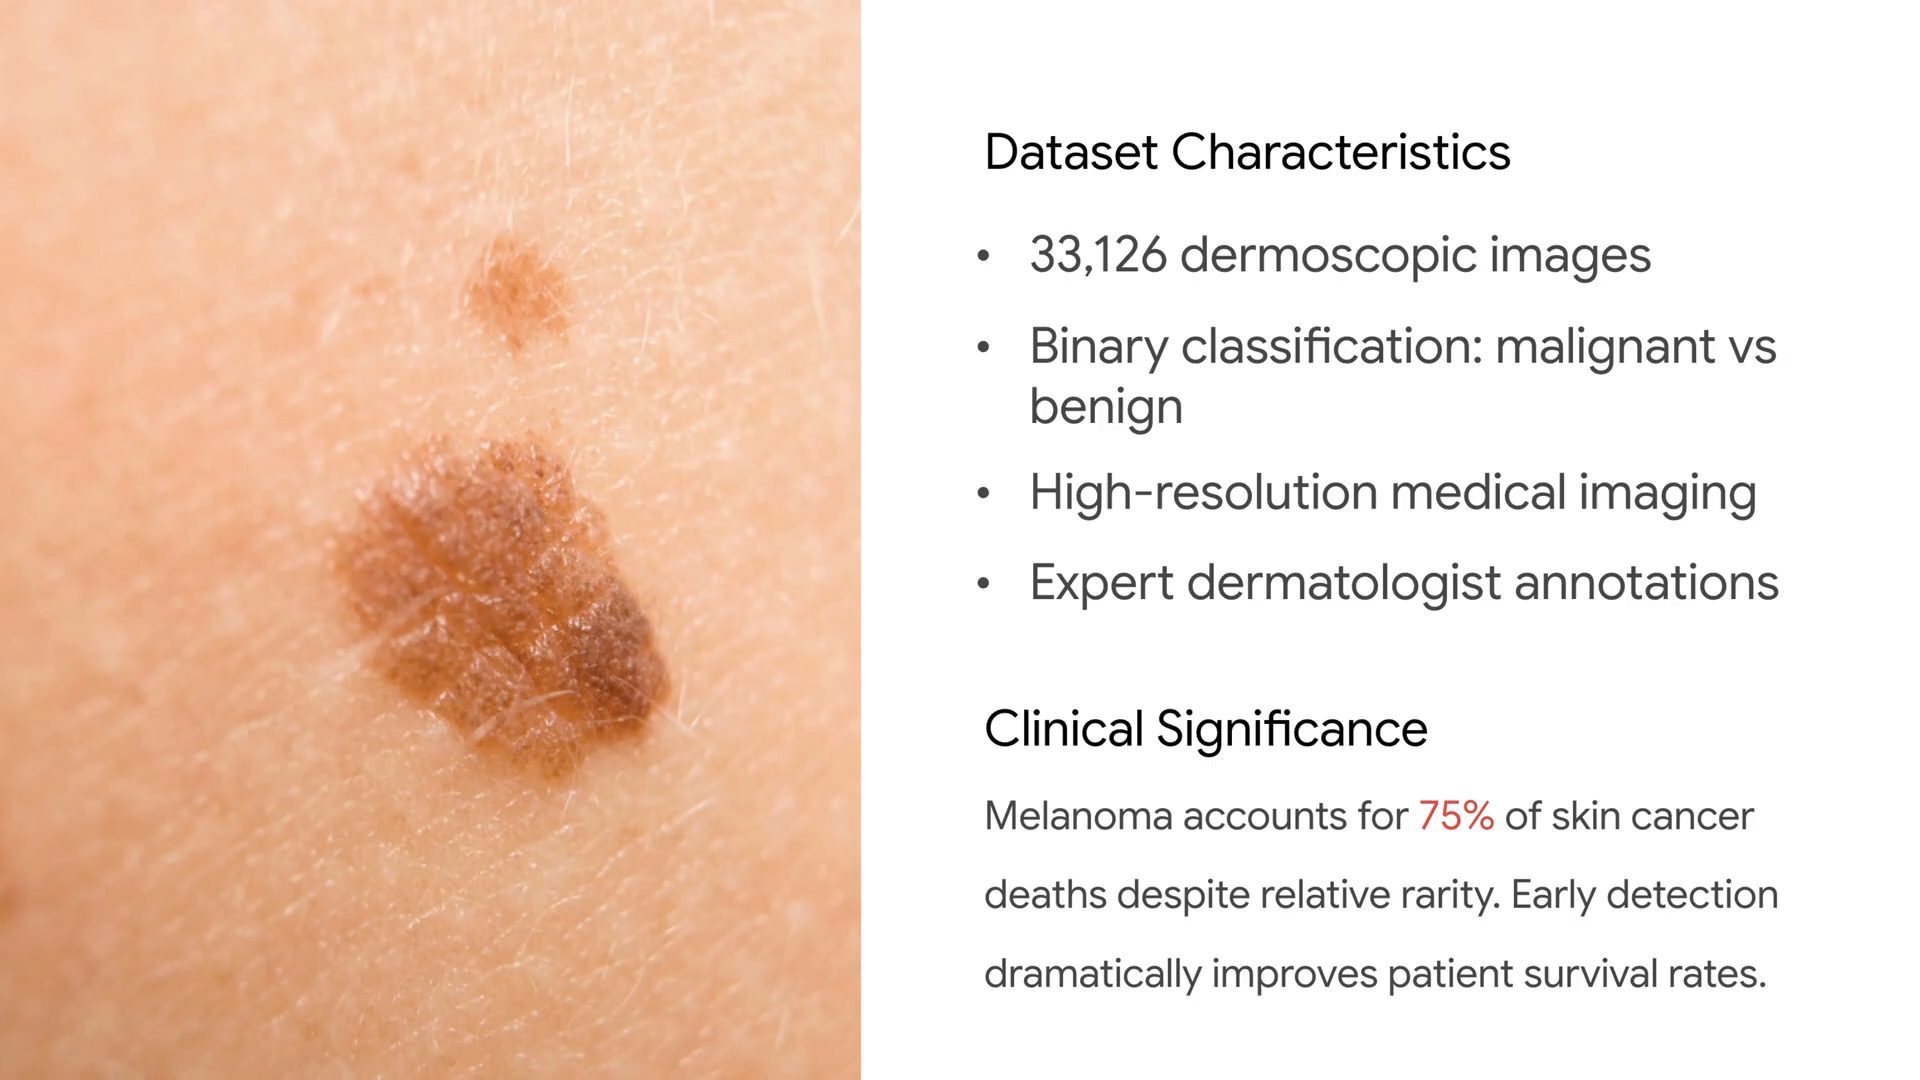 Dataset Characteristics
• 33,126 dermoscopic images
• Binary classification: malignant vs
benign
• High-resolution medical imaging
• Expert dermatologist annotations
Clinical Significance
Melanoma accounts for 75% of skin cancer
deaths despite relative rarity. Early detection
dramatically improves patient survival rates.